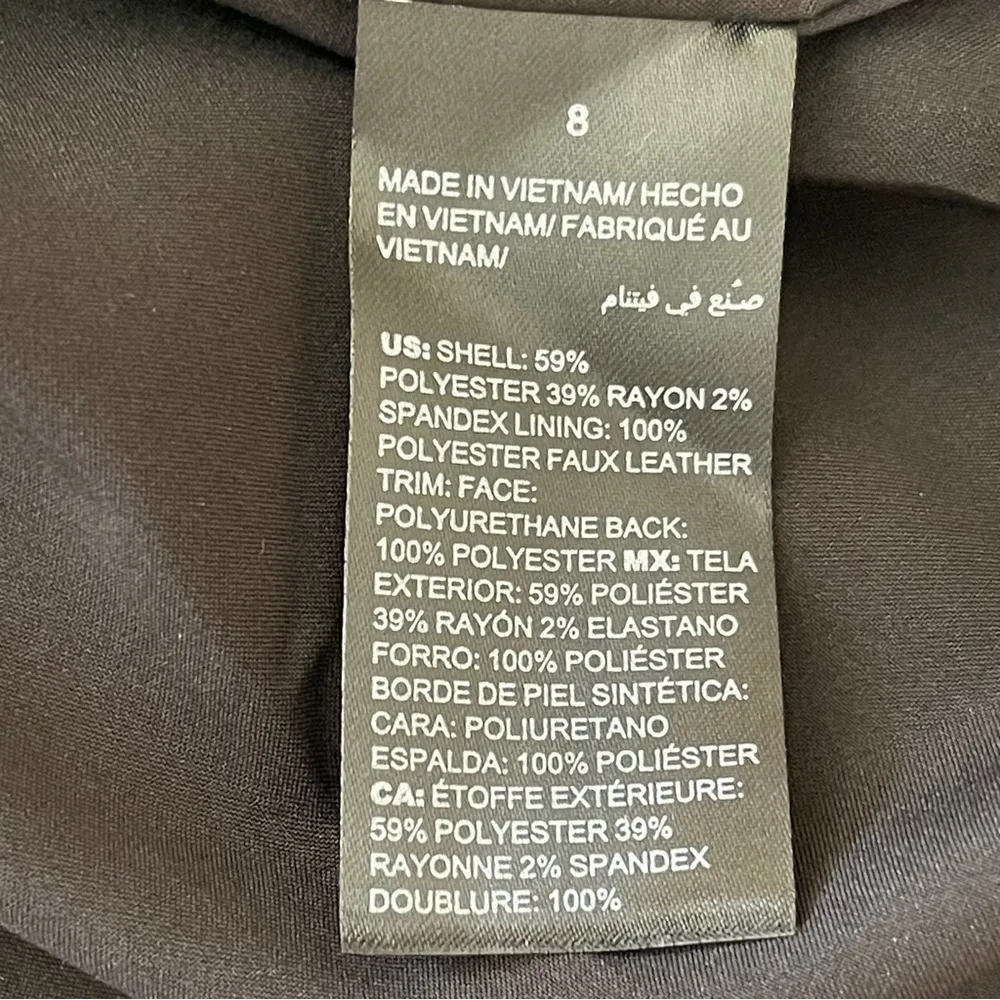 8
MADE IN VIETNAM/ HECHO
EN VIETNAM/ FABRIQUÉ AU
VIETNAM/
صُنع في فيتنام
US: SHELL: 59%
POLYESTER 39% RAYON 2%
SPANDEX LINING: 100%
POLYESTER FAUX LEATHER
TRIM: FACE:
POLYURETHANE BACK:
100% POLYESTER MX: TELA
EXTERIOR: 59% POLIÉSTER
39% RAYÓN 2% ELASTANO
FORRO: 100% POLIÉSTER
BORDE DE PIEL SINTÉTICA:
CARA: POLIURETANO
ESPALDA: 100% POLIÉSTER
CA: ÉTOFFE EXTÉRIEURE:
59% POLYESTER 39%
RAYONNE 2% SPANDEX
DOUBLURE: 100%